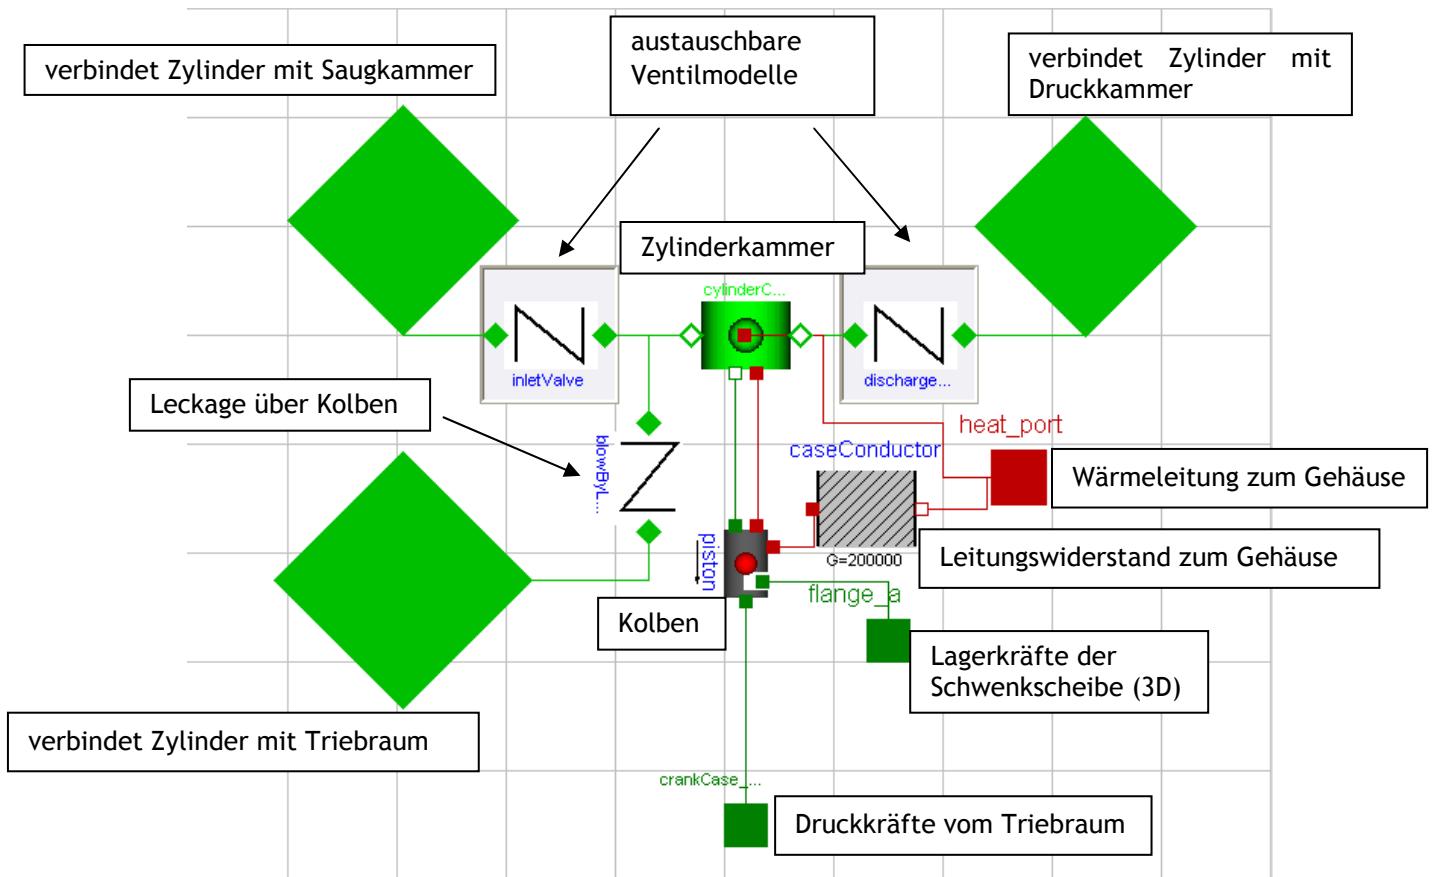 verbindet Zylinder mit Saugkammer
austauschbare
Ventilmodelle
verbindet Zylinder mit
Druckkammer
Zylinderkammer
cylinderC...
inletValve
discharge...
Leckage über Kolben
blowByL...
heat_port
caseConductor
Wärmeleitung zum Gehäuse
G=200000
Leitungswiderstand zum Gehäuse
piston
flange_a
Kolben
Lagerkräfte der
Schwenkscheibe (3D)
verbindet Zylinder mit Triebraum
crankCase_...
Druckkräfte vom Triebraum